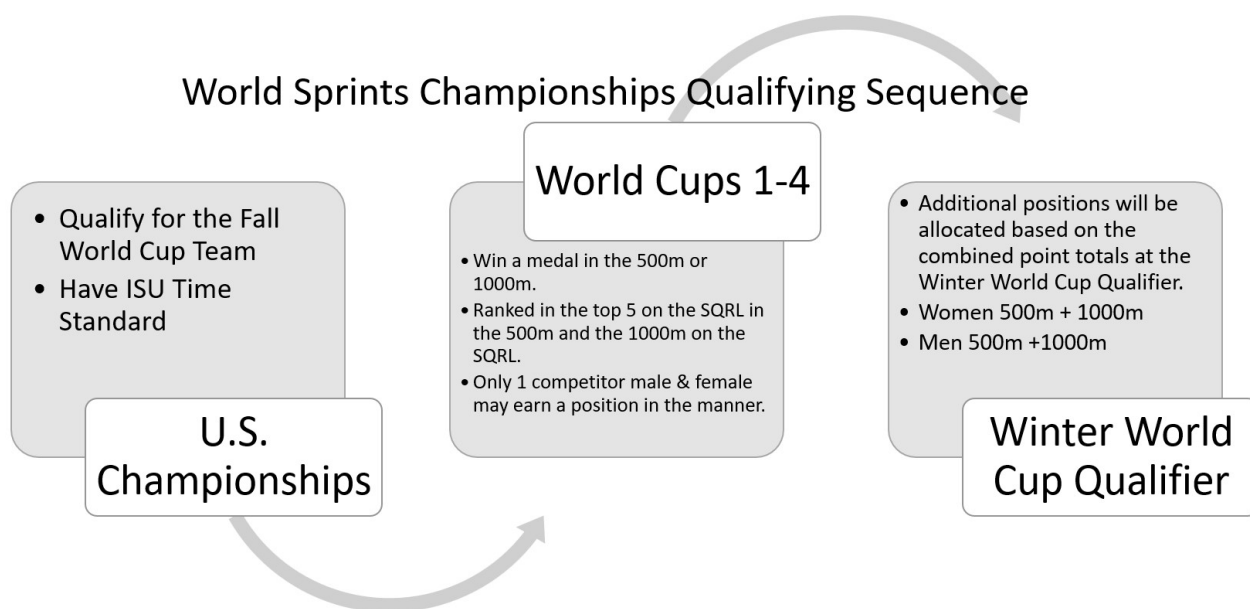 World Sprints Championships Qualifying Sequence
• Qualify for the Fall
World Cup Team
• Have ISU Time
Standard
U.S.
Championships
World Cups 1-4
• Win a medal in the 500m or
1000m.
• Ranked in the top 5 on the SQRL in
the 500m and the 1000m on the
SQRL.
• Only 1 competitor male & female
may earn a position in the manner.
• Additional positions will be
allocated based on the
combined point totals at the
Winter World Cup Qualifier.
• Women 500m + 1000m
• Men 500m +1000m
Winter World
Cup Qualifier